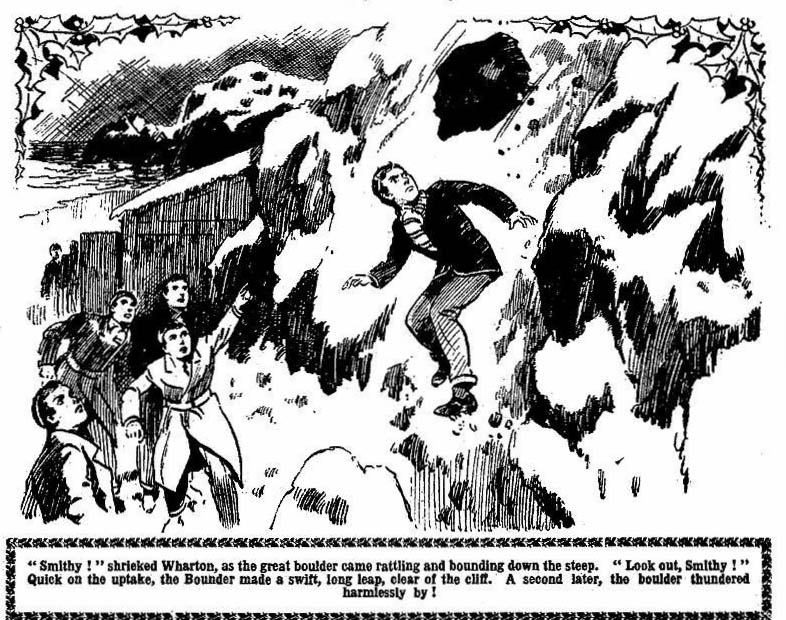 “ Smithy ! ” shrieked Wharton, as the great boulder came rattling and bounding down the steep. “ Look out, Smithy ! ”
Quick on the uptake, the Bounder made a swift, long leap, clear of the cliff. A second later, the boulder thundered
harmlessly by !